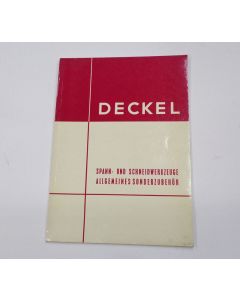 DECKEL
SPANN- UND SCHNEIDWERKZEUGE
ALLGEMEINES SONDERZUBEHÖR